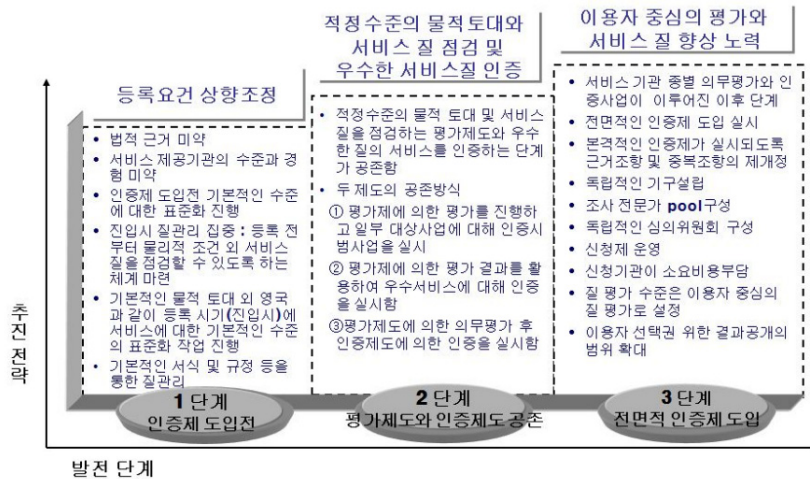 등록요건 상향조정
법적 근거 미약
서비스 제공기관의 수준과 경
험 미약
인증제 도입전 기본적인 수준
에 대한 표준화 진행
진입시 질관리 집중 : 등록 전
부터 물리적 조건 외 서비스
질을 점검할 수 있도록 하는
체계 마련
기본적인 물적 토대 외 영국
과 같이 등록 시기(진입시)에
서비스에 대한 기본적인 수준
의 표준화 작업 진행
기본적인 서식 및 규정 등을
통한 질관리
1 단계
인증제 도입전
적정수준의 물적토대와
서비스 질 점검 및
우수한 서비스질 인증
적정수준의 물적 토대 및 서비스
질을 점검하는 평가제도와 우수
한 질의 서비스를 인증하는 단계
가 공존함
두 제도의 공존방식
① 평가제에 의한 평가를 진행하
고 일부 대상사업에 대해 인증시
범사업을 실시
② 평가제에 의한 평가 결과를 활
용하여 우수서비스에 대해 인증
을 실시함
③평가제도에 의한 의무평가 후
인증제도에 의한 인증을 실시함
2 단계
평가제도와 인증제도 공존
이용자 중심의 평가와
서비스 질 향상 노력
서비스 기관 종별 의무평가와 인
증사업이 이루어진 이후 단계
전면적인 인증제 도입 실시
본격적인 인증제가 실시되도록
근거조항 및 중복조항의 제개정
독립적인 기구설립
조사 전문가 pool구성
독립적인 심의위원회 구성
신청제 운영
신청기관이 소요비용부담
질 평가 수준은 이용자 중심의
질 평가로 설정
이용자 선택권 위한 결과공개의
범위 확대
3 단계
전면적 인증제 도입
추진 전략
발전 단계